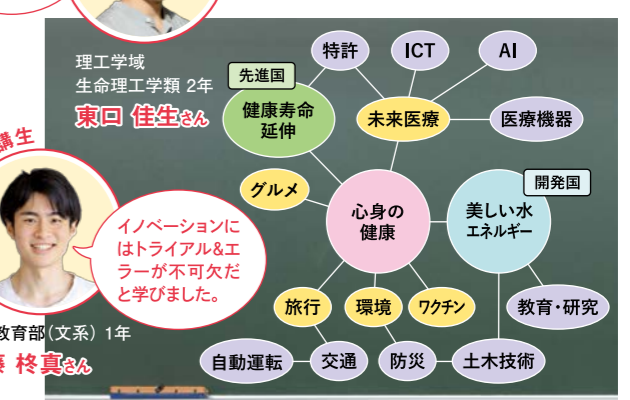 理工学域
生命理工学類 2年
東口 佳生さん
講生
イノベーションに
はトライアル&エ
ラーが不可欠だ
と学びました。
教育部(文系) 1年
柊真さん
特許
ICT
AI
先進国
健康寿命
延伸
未来医療
医療機器
グルメ
心身の
健康
開発国
美しい水
エネルギー
旅行
環境
ワクチン
教育・研究
自動運転
交通
防災
土木技術